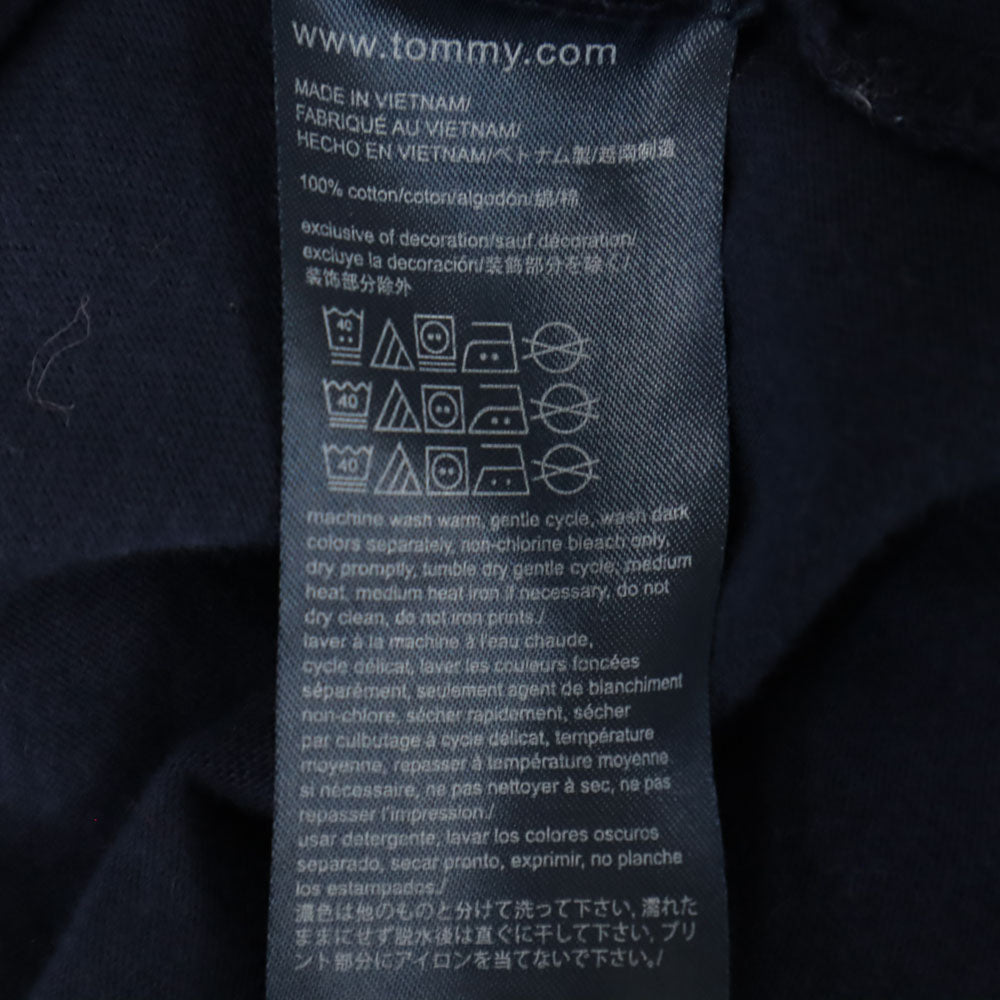 www.tommy.com
MADE IN VIETNAM/
FABRIQUÉ AU VIETNAM/
HECHO EN VIETNAM/ベトナム製/越南制造
100% cotton/coton/algodón/綿/棉
exclusive of decoration/sauf décoration/
excluye la decoración/装飾部分を除く/
装饰部分除外
40
40
40
machine wash warm, gentle cycle, wash dark
colors separately, non-chlorine bleach only,
dry promptly, tumble dry gentle cycle, medium
heat, medium heat iron if necessary, do not
dry clean, do not iron prints./
laver à la machine à l'eau chaude,
cycle délicat, laver les couleurs foncées
séparément, seulement agent de blanchiment
non-chlore, sécher rapidement, sécher
par culbutage à cycle délicat, température
moyenne, repasser à température moyenne
si nécessaire, ne pas nettoyer à sec, ne pas
repasser l'impression./
usar detergente, lavar los colores oscuros
separado, secar pronto, exprimir, no planche
los estampados./
濃色は他のものと分けて洗って下さい, 濡れた
ままにせず脱水後は直ぐに干して下さい, プリ
ント部分にアイロンを当てないで下さい./